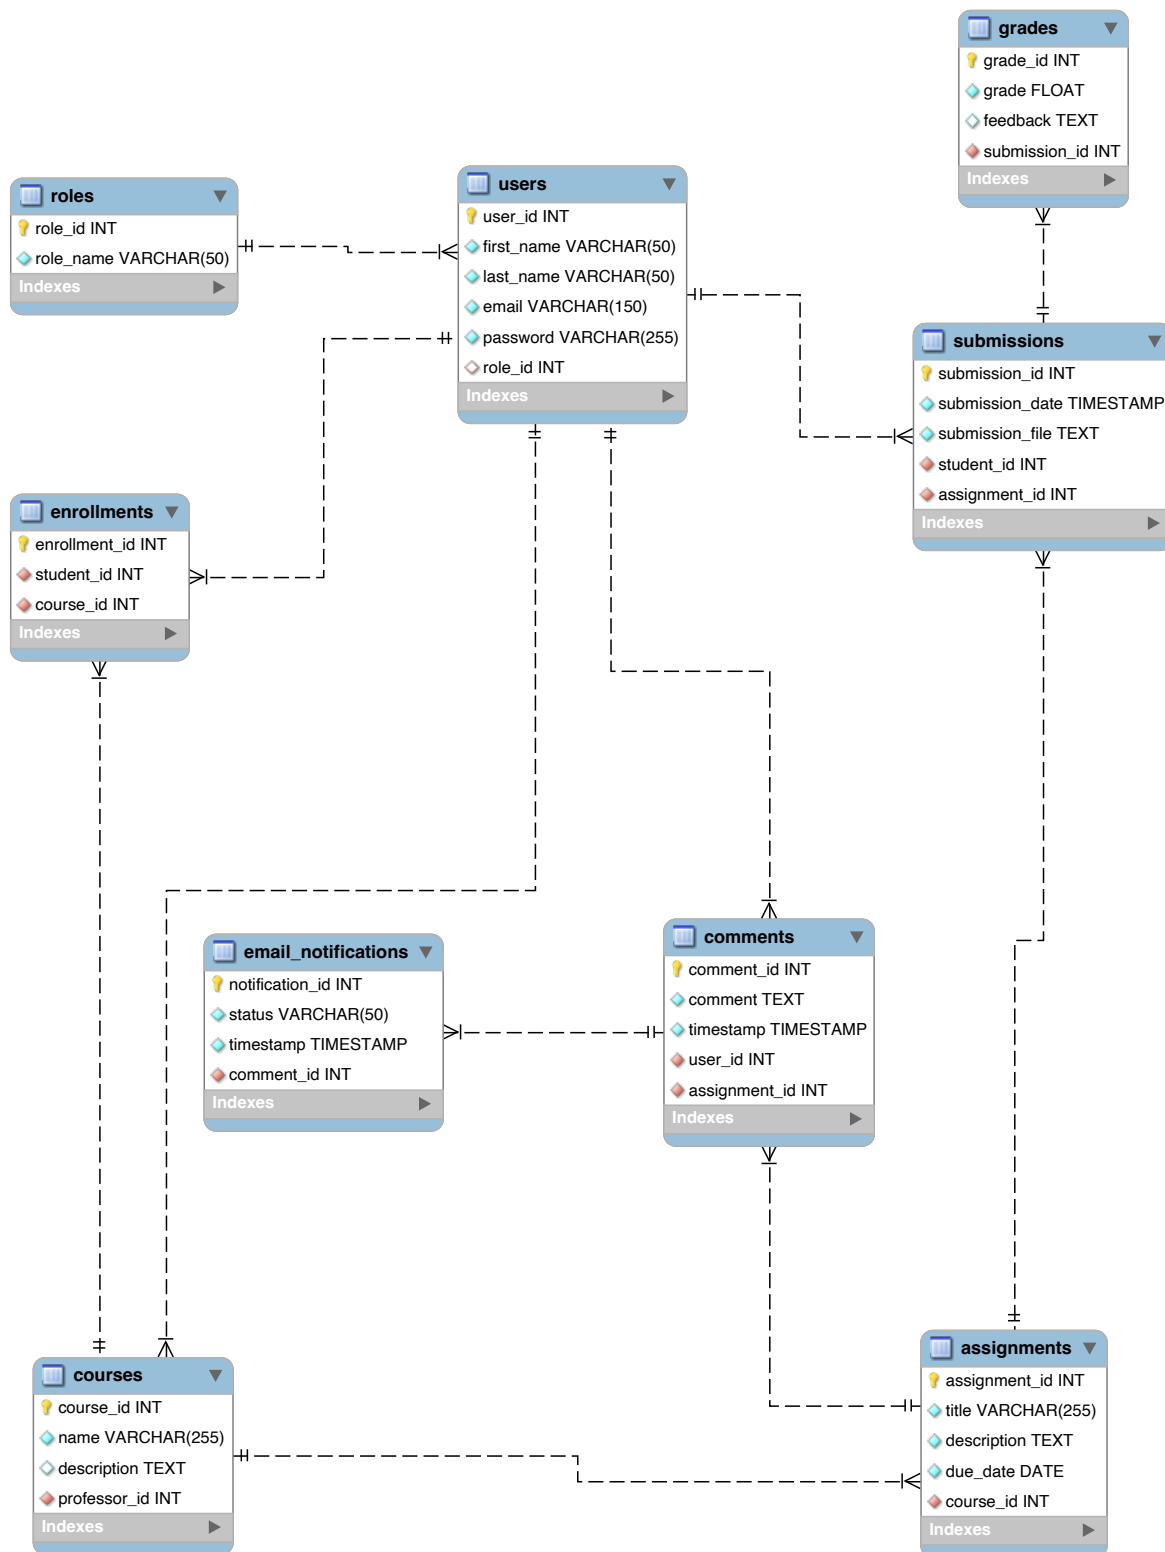 grades
grade_id INT
grade FLOAT
feedback TEXT
submission_id INT
Indexes
roles
role_id INT
role_name VARCHAR(50)
Indexes
users
user_id INT
first_name VARCHAR(50)
last_name VARCHAR(50)
email VARCHAR(150)
password VARCHAR(255)
role_id INT
Indexes
submissions
submission_id INT
submission_date TIMESTAMP
submission_file TEXT
student_id INT
assignment_id INT
Indexes
enrollments
enrollment_id INT
student_id INT
course_id INT
Indexes
email_notifications
notification_id INT
status VARCHAR(50)
timestamp TIMESTAMP
comment_id INT
Indexes
comments
comment_id INT
comment TEXT
timestamp TIMESTAMP
user_id INT
assignment_id INT
Indexes
courses
course_id INT
name VARCHAR(255)
description TEXT
professor_id INT
Indexes
assignments
assignment_id INT
title VARCHAR(255)
description TEXT
due_date DATE
course_id INT
Indexes